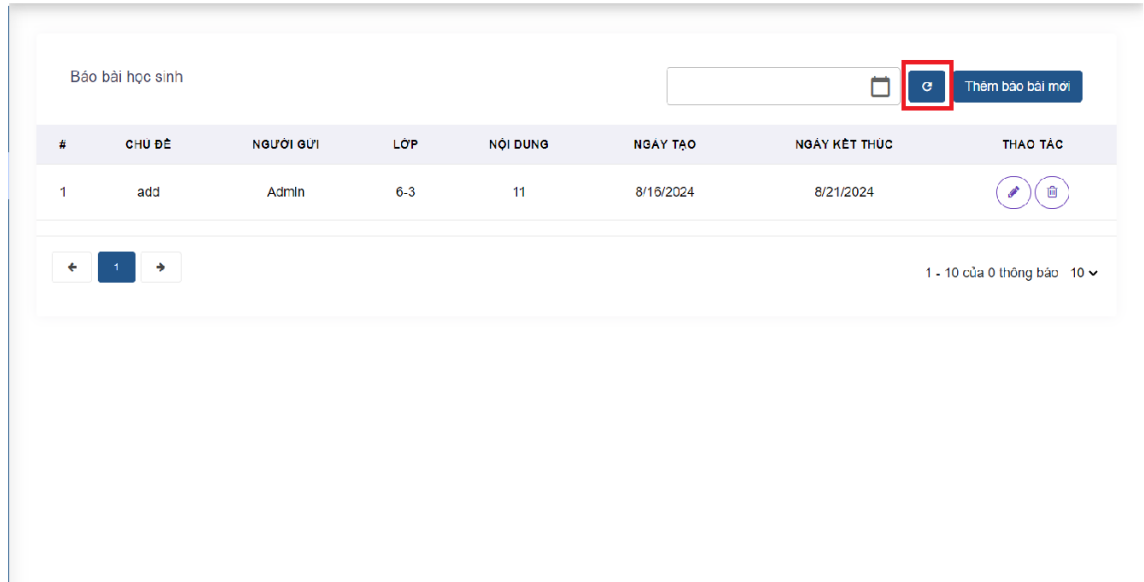 Báo bài học sinh
Thêm báo bài mới
# CHỦ ĐỀ NGƯỜI GỬI LỚP NỘI DUNG NGÀY TẠO NGÀY KẾT THÚC THAO TÁC
1 add Admin 6-3 11 8/16/2024 8/21/2024
1
1 - 10 của 0 thông báo 10